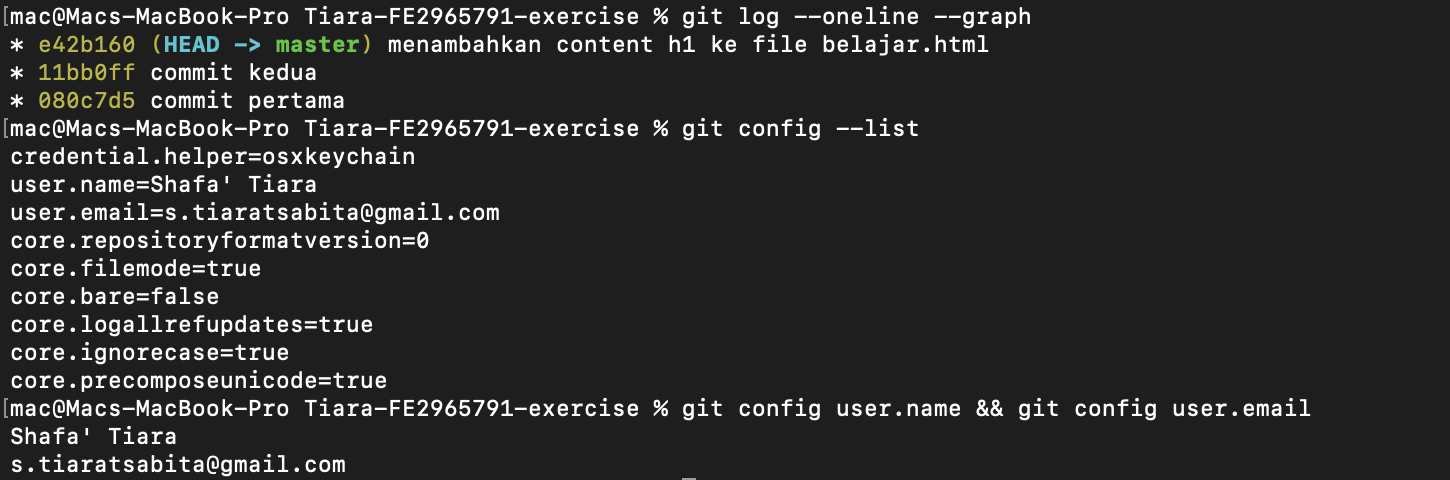 [mac@Macs-MacBook-Pro Tiara-FE2965791-exercise % git log --oneline --graph
* e42b160 (HEAD -> master) menambahkan content h1 ke file belajar.html
* 11bb0ff commit kedua
* 080c7d5 commit pertama
[mac@Macs-MacBook-Pro Tiara-FE2965791-exercise % git config --list
credential.helper=osxkeychain
user.name=Shafa' Tiara
user.email=s.tiaratsabita@gmail.com
core.repositoryformatversion=0
core.filemode=true
core.bare=false
core.logallrefupdates=true
core.ignorecase=true
core.precomposeunicode=true
[mac@Macs-MacBook-Pro Tiara-FE2965791-exercise % git config user.name && git config user.email
Shafa' Tiara
s.tiaratsabita@gmail.com